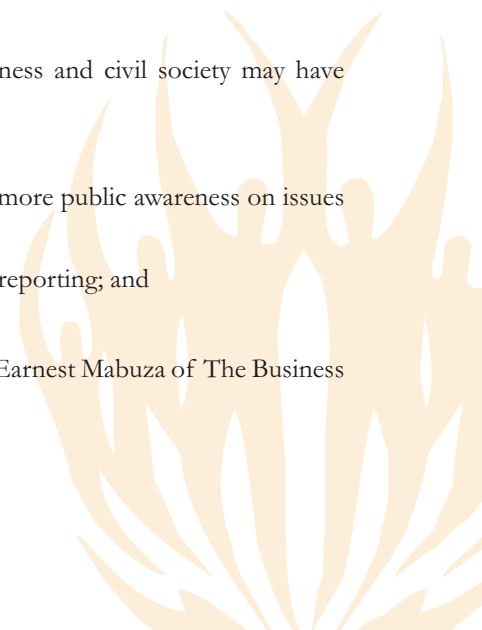 ness and civil society may have
more public awareness on issues
reporting; and
Earnest Mabuza of The Business